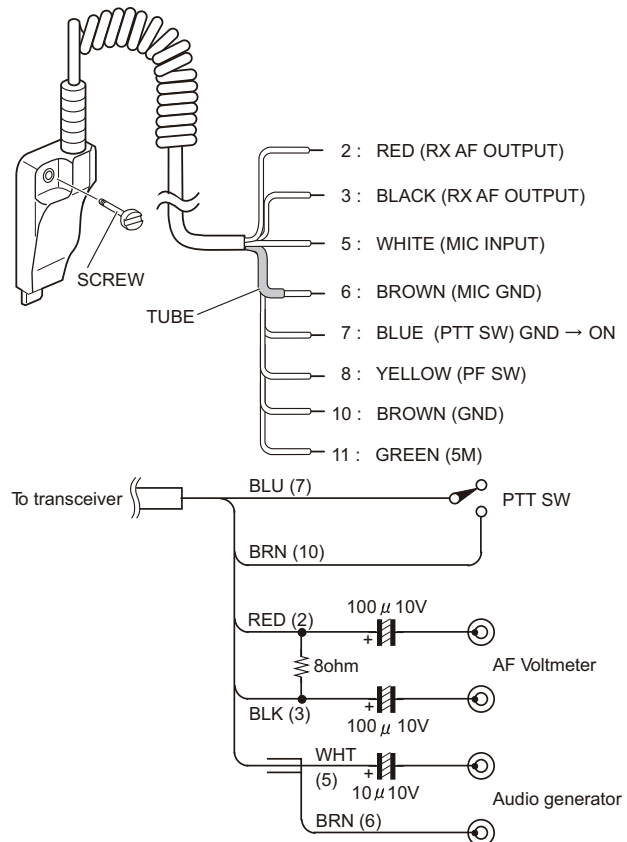 2 : RED (RX AF OUTPUT)
3 : BLACK (RX AF OUTPUT)
5 : WHITE (MIC INPUT)
SCREW
6 : BROWN (MIC GND)
TUBE
7 : BLUE (PTT SW) GND → ON
8 : YELLOW (PF SW)
10 : BROWN (GND)
11 : GREEN (5M)
To transceiver
BLU (7)
PTT SW
BRN (10)
100 μ 10V
RED (2)
+
8ohm
AF Voltmeter
BLK (3)
+
100 μ 10V
WHT
(5)
+
10 μ 10V
Audio generator
BRN (6)